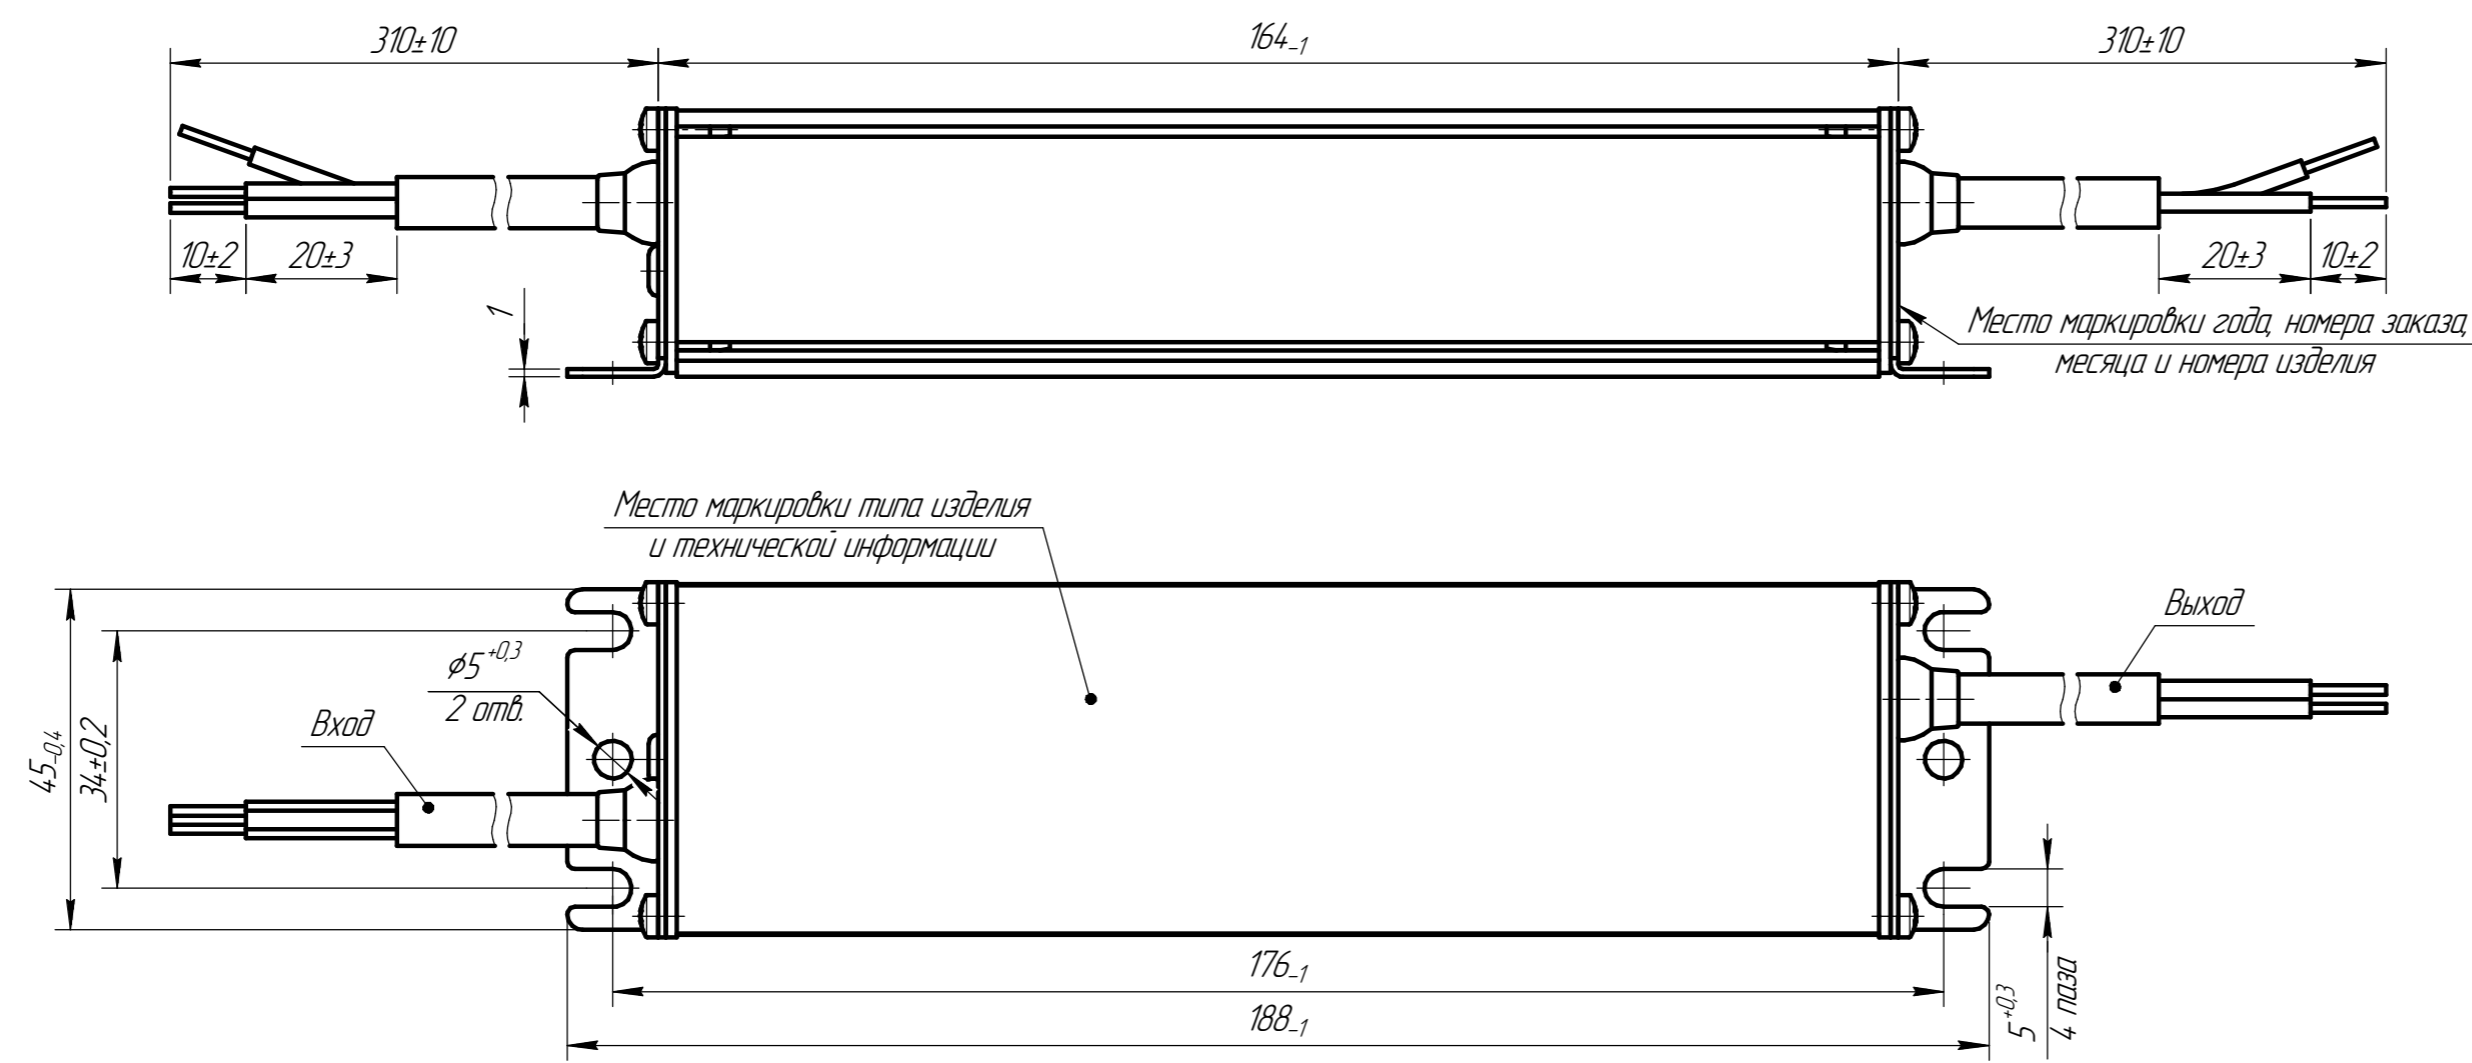 310±10
164-1
310±10
10±2
20±3
20±3
10±2
1
Место маркировки года, номера заказа,
месяца и номера изделия
Место маркировки типа изделия
и технической информации
Выход
⌀5+0,3
2 отв.
Вход
45-0,4
34±0,2
176-1
188-1
5+0,3
4 паза